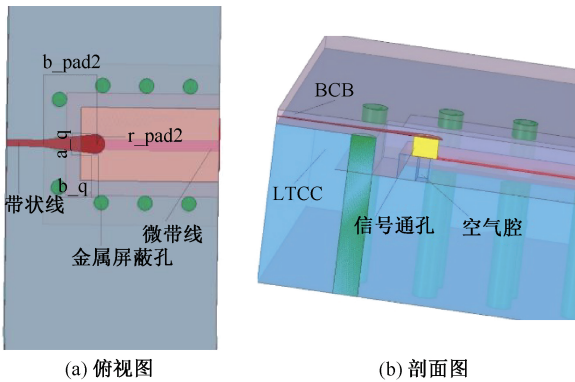 b_pad2
a_q
r_pad2
b_q
带状线
微带线
金属屏蔽孔
(a) 俯视图
BCB
LTCC
信号通孔
空气腔
(b) 剖面图